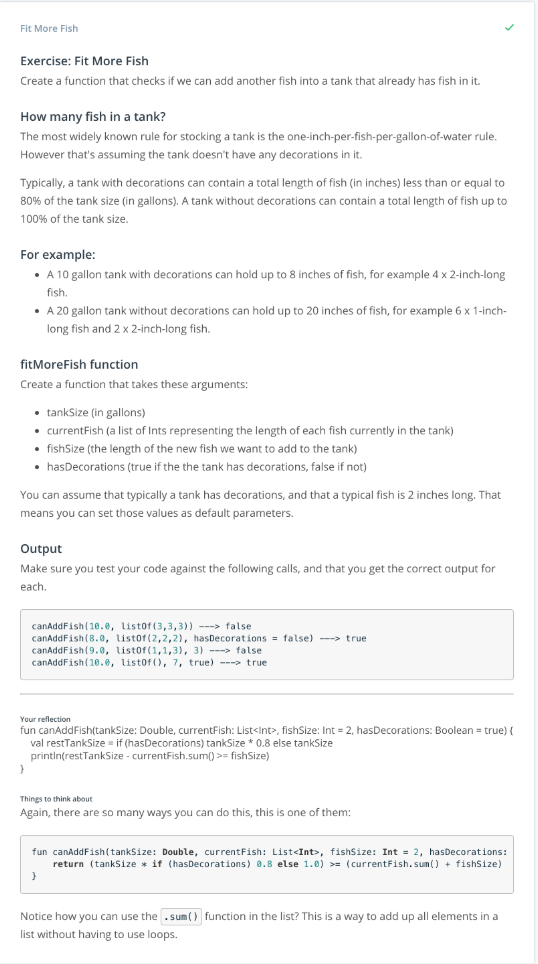 Fit More Fish
Exercise: Fit More Fish
Create a function that checks if we can add another fish into a tank that already has fish in it.
How many fish in a tank?
The most widely known rule for stocking a tank is the one-inch-per-fish-per-gallon-of-water rule.
However that's assuming the tank doesn't have any decorations in it.
Typically, a tank with decorations can contain a total length of fish (in inches) less than or equal to
80% of the tank size (in gallons). A tank without decorations can contain a total length of fish up to
100% of the tank size.
For example:
• A 10 gallon tank with decorations can hold up to 8 inches of fish, for example 4 x 2-inch-long
fish.
• A 20 gallon tank without decorations can hold up to 20 inches of fish, for example 6 x 1-inch-
long fish and 2 x 2-inch-long fish.
fitMoreFish function
Create a function that takes these arguments:
• tankSize (in gallons)
• currentFish (a list of Ints representing the length of each fish currently in the tank)
• fishSize (the length of the new fish we want to add to the tank)
• hasDecorations (true if the the tank has decorations, false if not)
You can assume that typically a tank has decorations, and that a typical fish is 2 inches long. That
means you can set those values as default parameters.
Output
Make sure you test your code against the following calls, and that you get the correct output for
each.
canAddFish(10.0, listOf(3,3,3)) ---> false
canAddFish(8.0, listOf(2,2,2), hasDecorations = false) ---> true
canAddFish(9.0, listOf(1,1,3), 3) ---> false
canAddFish(10.0, listOf(), 7, true) ---> true
Your reflection
fun canAddFish(tankSize: Double, currentFish: List<Int>, fishSize: Int = 2, hasDecorations: Boolean = true) {
val restTankSize = if (hasDecorations) tankSize * 0.8 else tankSize
println(restTankSize - currentFish.sum() >= fishSize)
}
Things to think about
Again, there are so many ways you can do this, this is one of them:
fun canAddFish(tankSize: Double, currentFish: List<Int>, fishSize: Int = 2, hasDecorations:
return (tankSize * if (hasDecorations) 0.8 else 1.0) >= (currentFish.sum() + fishSize)
}
Notice how you can use the .sum() function in the list? This is a way to add up all elements in a
list without having to use loops.